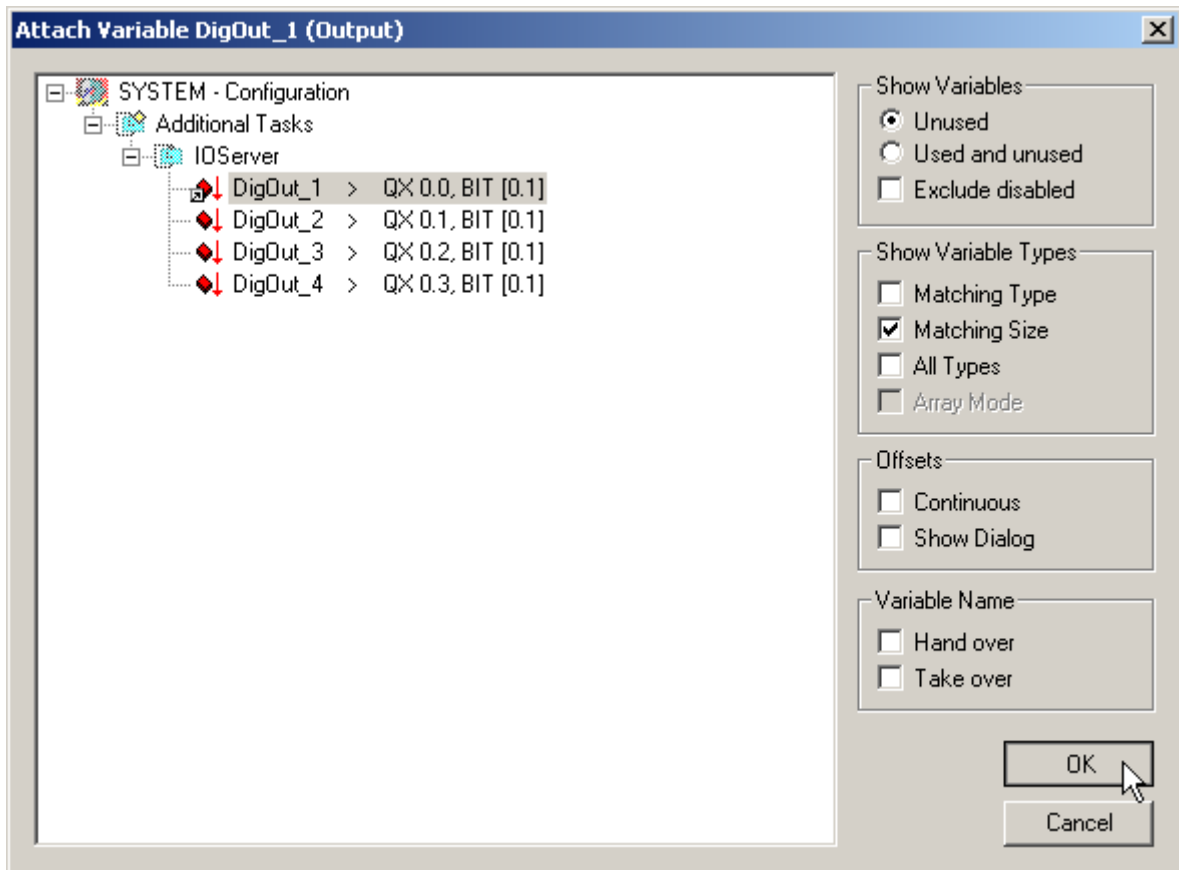 Attach Variable DigOut_1 (Output)
SYSTEM - Configuration
Additional Tasks
IOServer
DigOut_1 > QX 0.0, BIT [0.1]
DigOut_2 > QX 0.1, BIT [0.1]
DigOut_3 > QX 0.2, BIT [0.1]
DigOut_4 > QX 0.3, BIT [0.1]
Show Variables
Unused
Used and unused
Exclude disabled
Show Variable Types
Matching Type
Matching Size
All Types
Array Mode
Offsets
Continuous
Show Dialog
Variable Name
Hand over
Take over
OK
Cancel